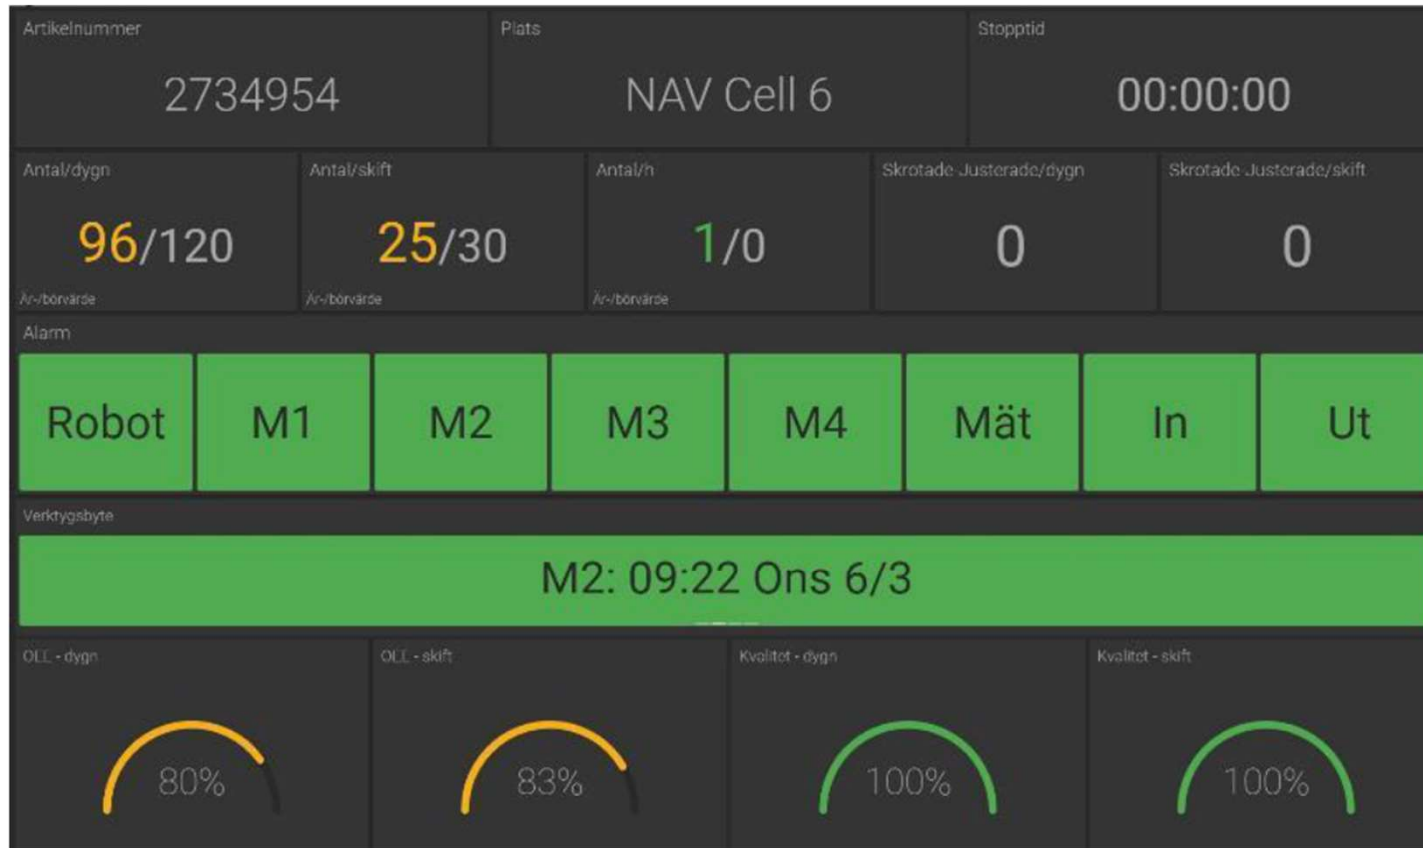 Artikelnummer
Plats
Stopptid
2734954
NAV Cell 6
00:00:00
Antal/dygn
Antal/skift
Antal/h
Skrotade-Justerade/dygn
Skrotade-Justerade/skift
96/120
25/30
1/0
0
0
Är-/börvärde
Är-/börvärde
Är-/börvärde
Alarm
Robot
M1
M2
M3
M4
Mät
In
Ut
Verktygsbyte
M2: 09:22 Ons 6/3
OEE - dygn
OEE - skift
Kvalitet - dygn
Kvalitet - skift
80%
83%
100%
100%